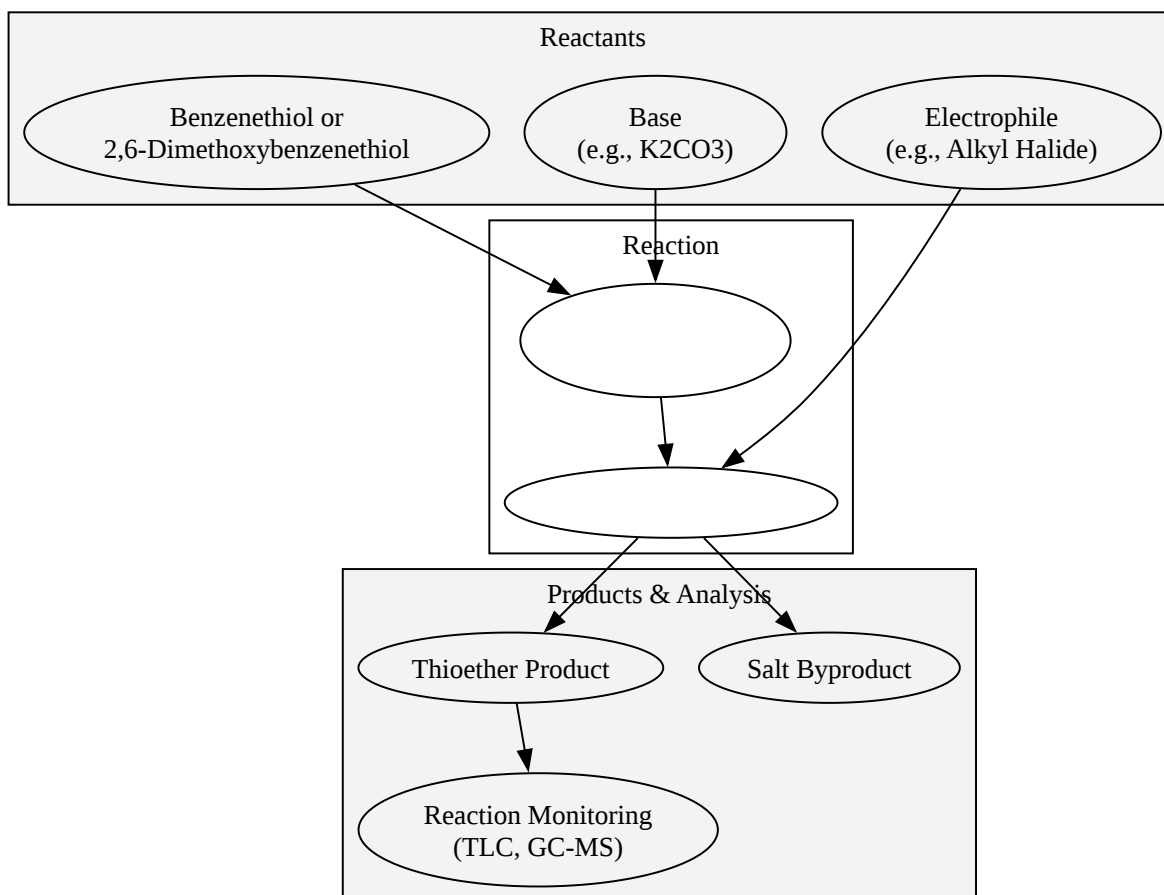 Reactants
Benzenethiol or
2,6-Dimethoxybenzenethiol
Base
(e.g., K2CO3)
Electrophile
(e.g., Alkyl Halide)
Reaction
Products & Analysis
Thioether Product
Salt Byproduct
Reaction Monitoring
(TLC, GC-MS)